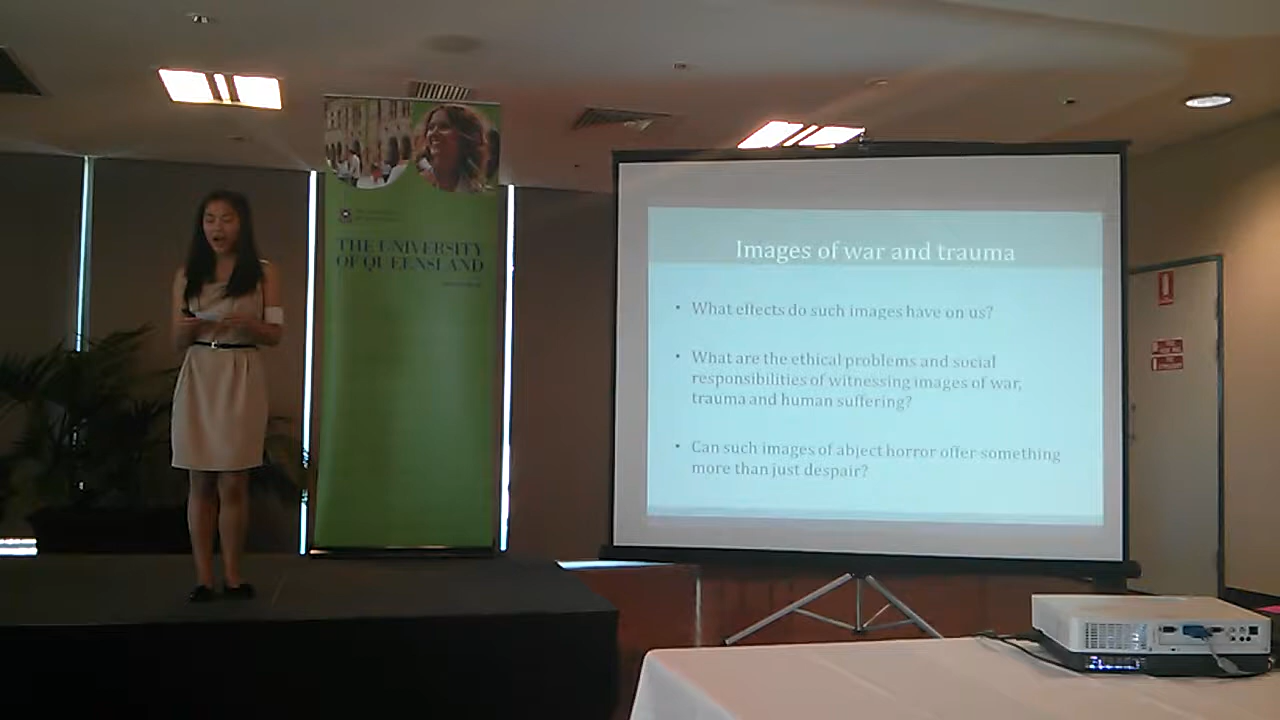 THE UNIVERSITY
OF QUEENSLAND
Images of war and trauma
• What effects do such images have on us?
• What are the ethical problems and social
responsibilities of witnessing images of war,
trauma and human suffering?
• Can such images of abject horror offer something
more than just despair?